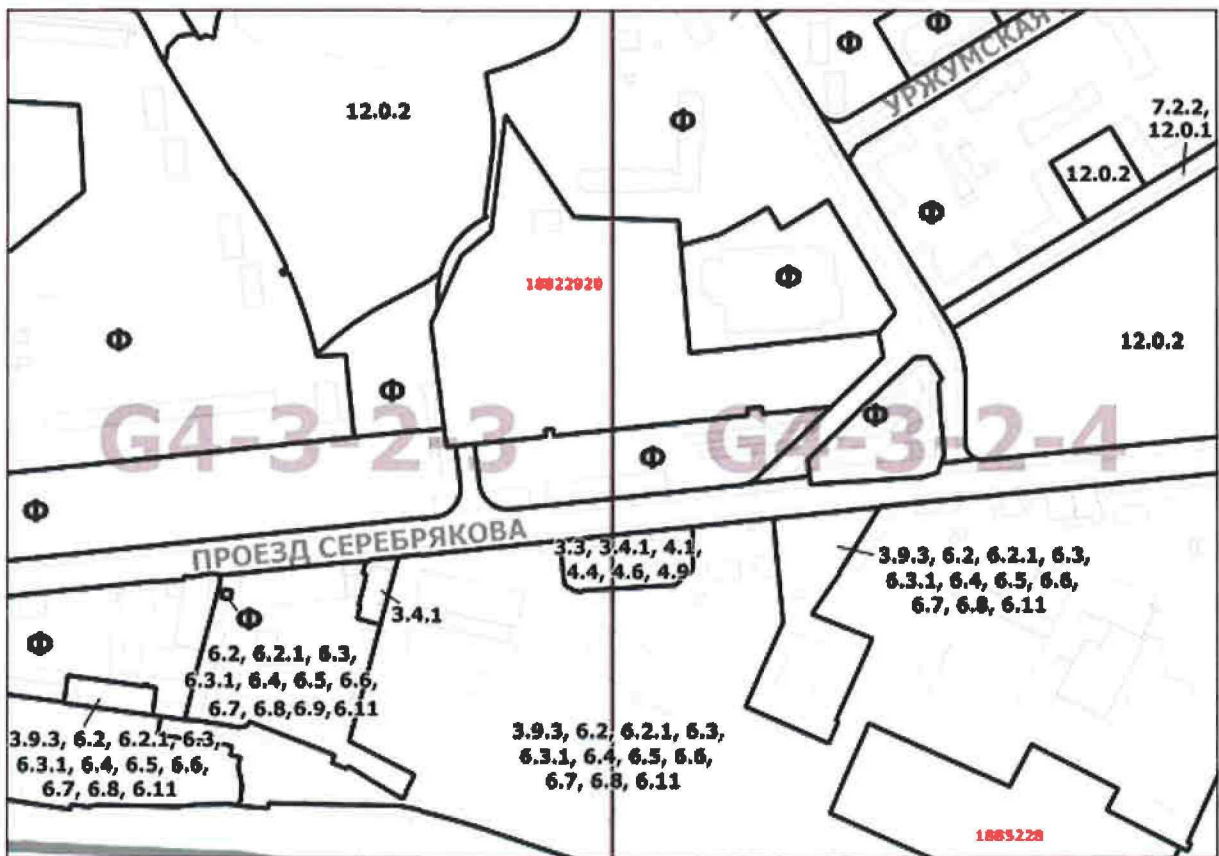 12.0.2
Ф
Ф
УРЖУМСКАЯ
Ф
7.2.2,
12.0.1
12.0.2
Ф
18822920
Ф
Ф
12.0.2
Ф
Ф
G4-3-2-3
G4-3-2-4
Ф
Ф
ПРОЕЗД СЕРЕБРЯКОВА
3.3, 3.4.1, 4.1,
4.4, 4.6, 4.9
3.9.3, 6.2, 6.2.1, 6.3,
6.3.1, 6.4, 6.5, 6.6,
6.7, 6.8, 6.11
3.4.1
Ф
Ф
6.2, 6.2.1, 6.3,
6.3.1, 6.4, 6.5, 6.6,
6.7, 6.8, 6.9, 6.11
3.9.3, 6.2, 6.2.1, 6.3,
6.3.1, 6.4, 6.5, 6.6,
6.7, 6.8, 6.11
3.9.3, 6.2, 6.2.1, 6.3,
6.3.1, 6.4, 6.5, 6.6,
6.7, 6.8, 6.11
1885228